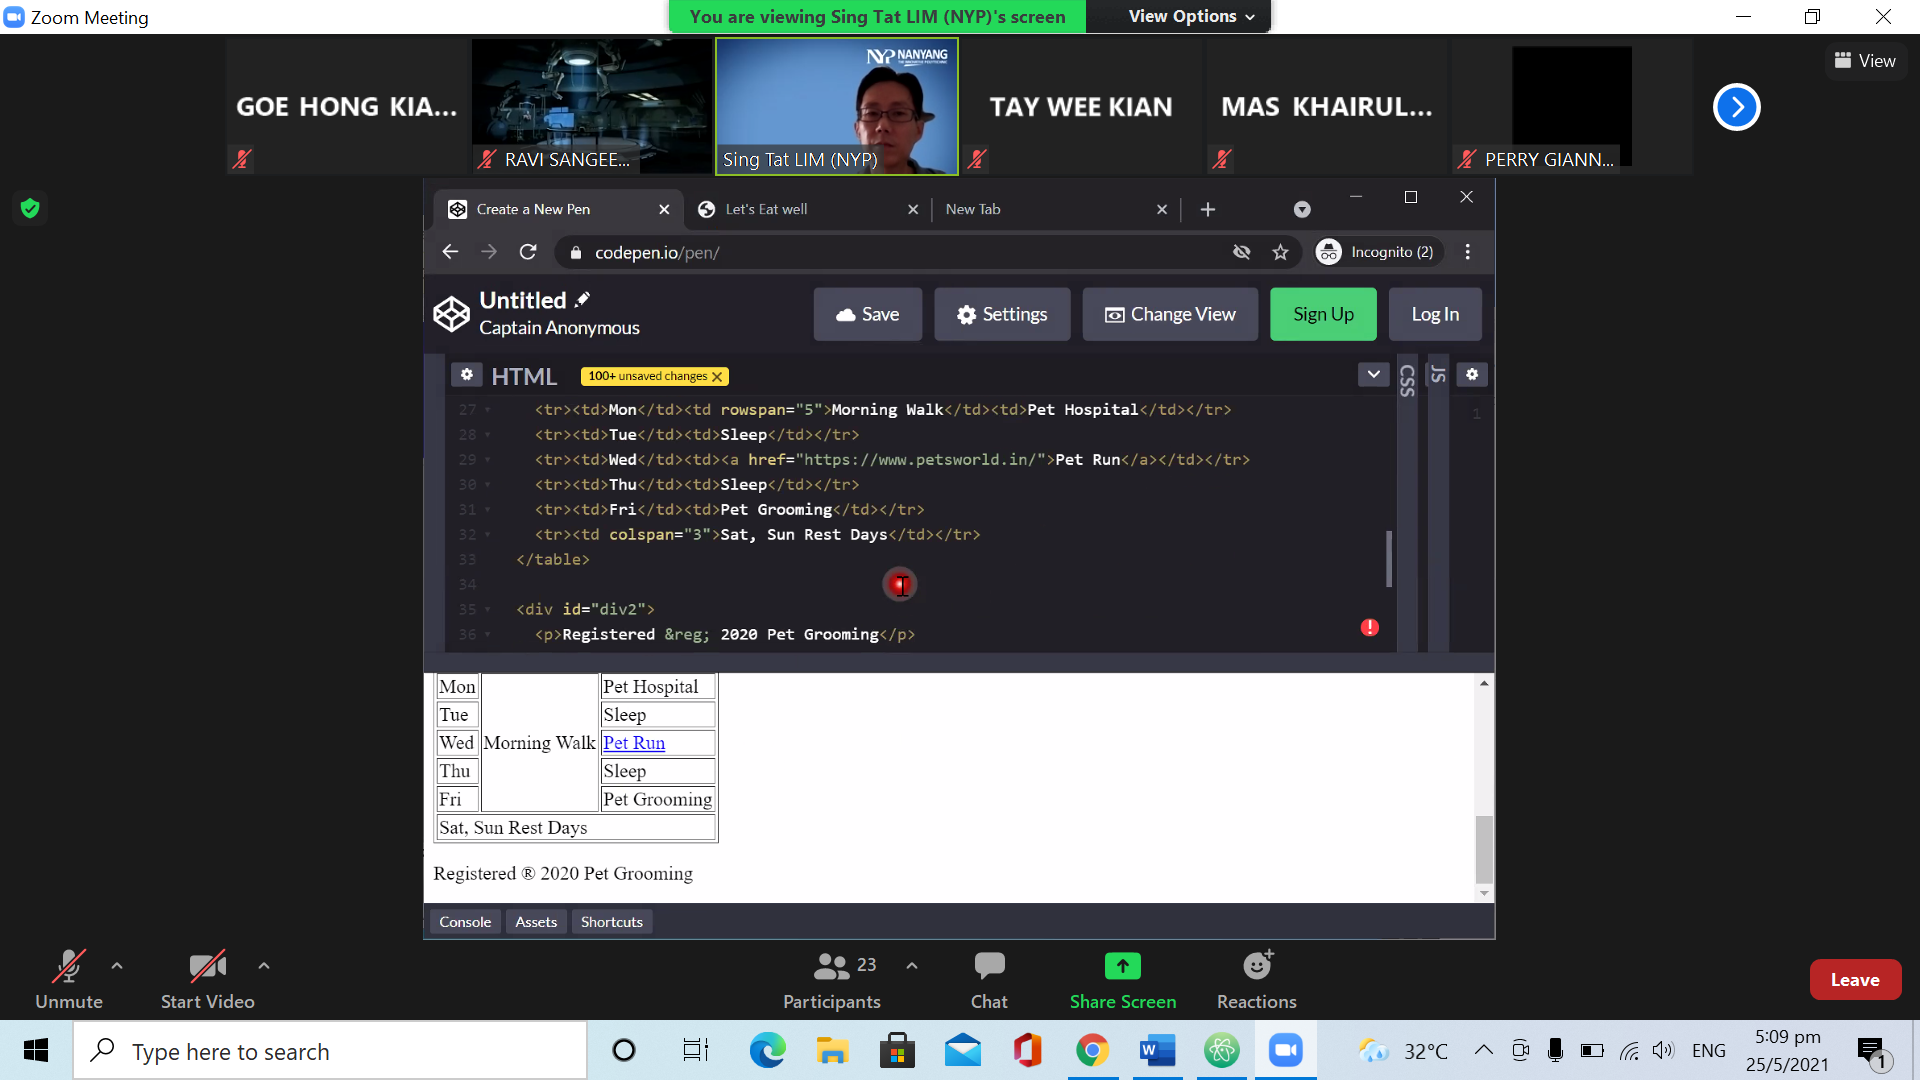 Zoom Meeting
You are viewing Sing Tat LIM (NYP)'s screen
View Options
View
GOE HONG KIA...
RAVI SANGEE...
NYP NANYANG
Sing Tat LIM (NYP)
TAY WEE KIAN
MAS KHAIRUL...
PERRY GIANN...
Create a New Pen
Let's Eat well
New Tab
codepen.io/pen/
Incognito (2)
Untitled
Captain Anonymous
Save
Settings
Change View
Sign Up
Log In
HTML
100+ unsaved changes
CSS
JS
1
27 <tr><td>Mon</td><td rowspan="5">Morning Walk</td><td>Pet Hospital</td></tr>
28 <tr><td>Tue</td><td>Sleep</td></tr>
29 <tr><td>Wed</td><td><a href="https://www.petsworld.in/">Pet Run</a></td></tr>
30 <tr><td>Thu</td><td>Sleep</td></tr>
31 <tr><td>Fri</td><td>Pet Grooming</td></tr>
32 <tr><td colspan="3">Sat, Sun Rest Days</td></tr>
33 </table>
34
35 <div id="div2">
36 <p>Registered &reg; 2020 Pet Grooming</p>
Mon Pet Hospital
Tue Sleep
Wed Morning Walk Pet Run
Thu Sleep
Fri Pet Grooming
Sat, Sun Rest Days
Registered ® 2020 Pet Grooming
Console
Assets
Shortcuts
Unmute
Start Video
23
Participants
Chat
Share Screen
Reactions
Leave
Type here to search
32°C
ENG
5:09 pm
25/5/2021
1